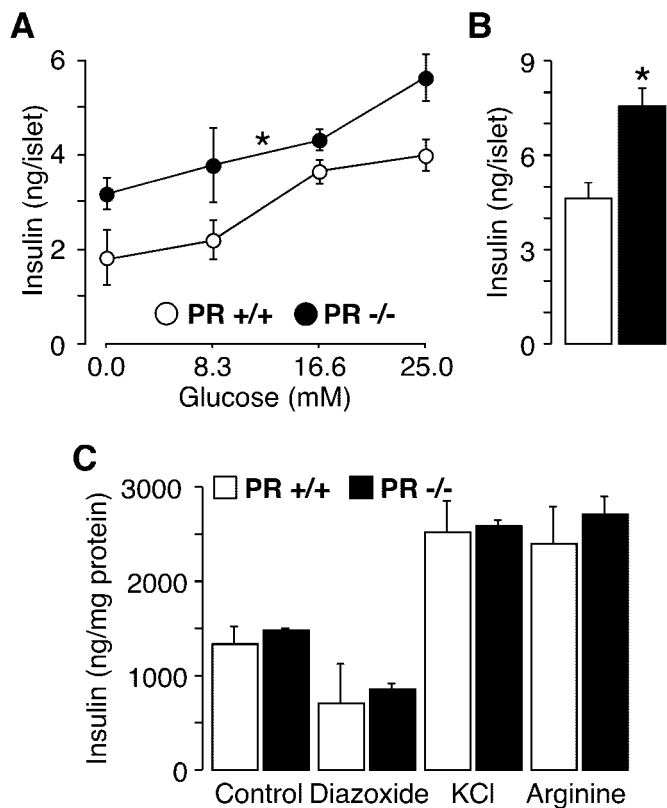 A
Insulin (ng/islet)
6
4
2
0
*
PR +/+ PR -/-
0.0 8.3 16.6 25.0
Glucose (mM)
B
Insulin (ng/islet)
9
6
3
0
*
C
Insulin (ng/mg protein)
3000
2000
1000
0
PR +/+ PR -/-
Control Diazoxide KCl Arginine